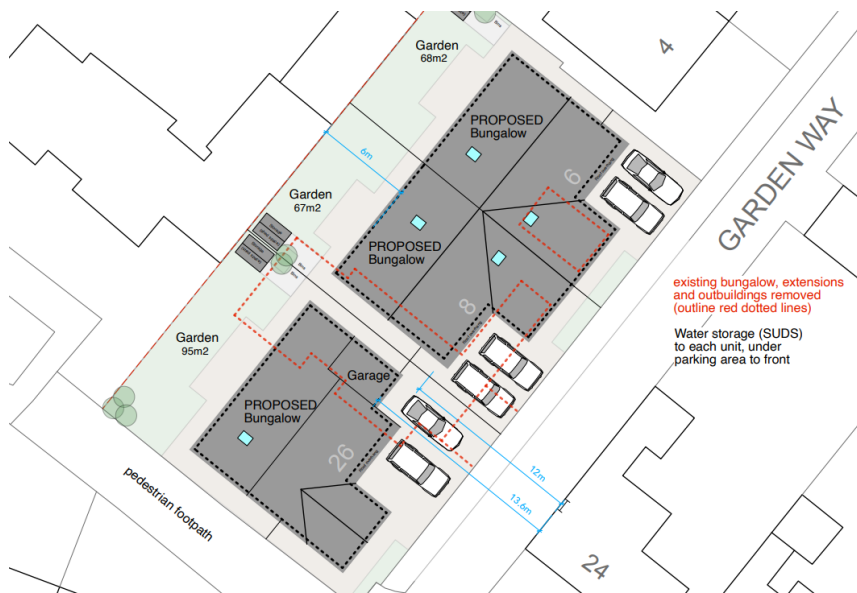 Garden
68m2
4
PROPOSED
Bungalow
6
GARDEN WAY
6m
Garden
67m2
PROPOSED
Bungalow
existing bungalow, extensions
and outbuildings removed
(outline red dotted lines)
Water storage (SUDS)
to each unit, under
parking area to front
8
Garden
95m2
Garage
PROPOSED
Bungalow
26
12m
13.6m
pedestrian footpath
24